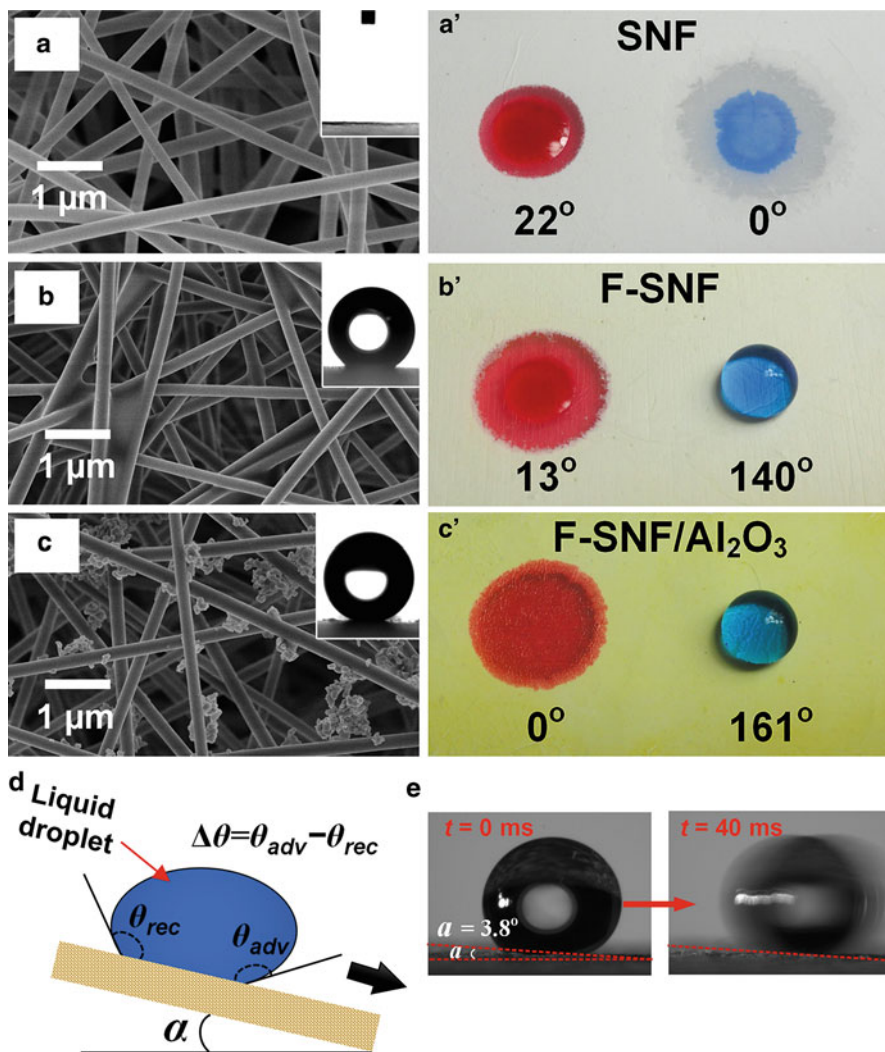 a
1 µm
a’
SNF
22°
0°
b
1 µm
b’
F-SNF
13°
140°
c
1 µm
c’
F-SNF/Al₂O₃
0°
161°
d
Liquid
droplet
Δθ=θadv−θrec
θrec
θadv
α
e
t = 0 ms
a = 3.8°
a
t = 40 ms